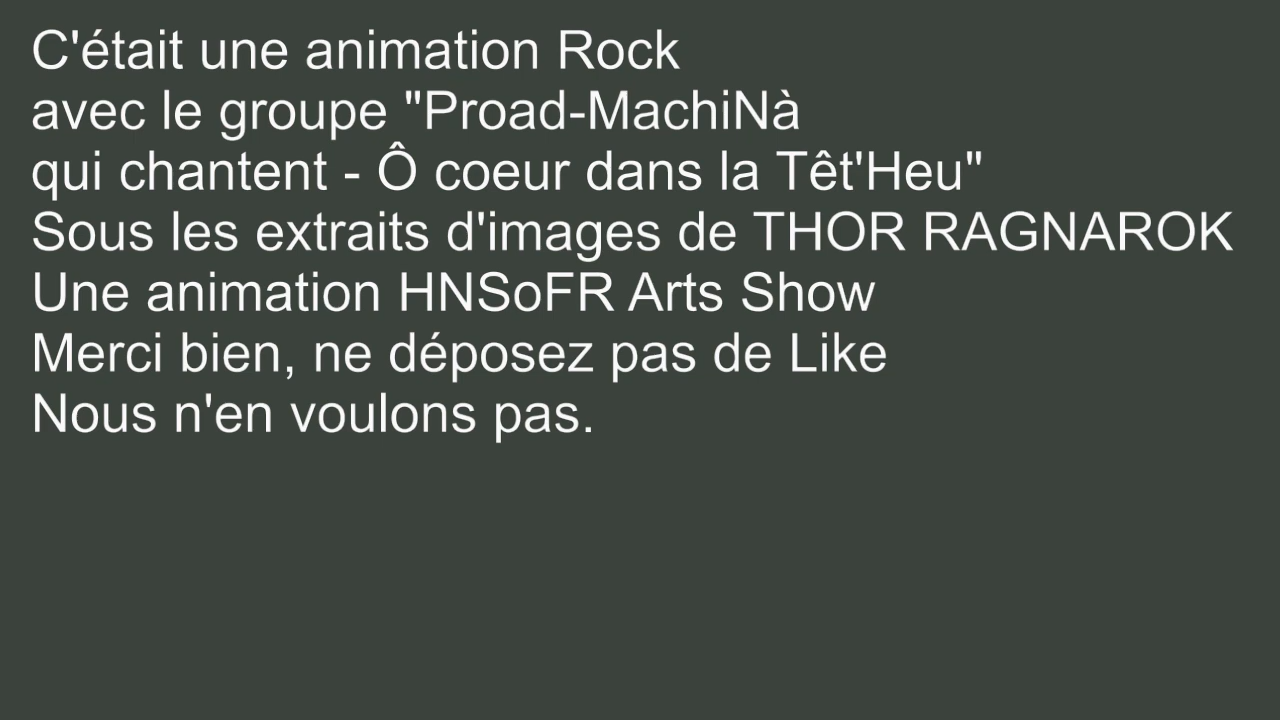 C'était une animation Rock
avec le groupe "Proad-MachiNà
qui chantent - Ô coeur dans la Têt'Heu"
Sous les extraits d'images de THOR RAGNAROK
Une animation HNSoFR Arts Show
Merci bien, ne déposez pas de Like
Nous n'en voulons pas.